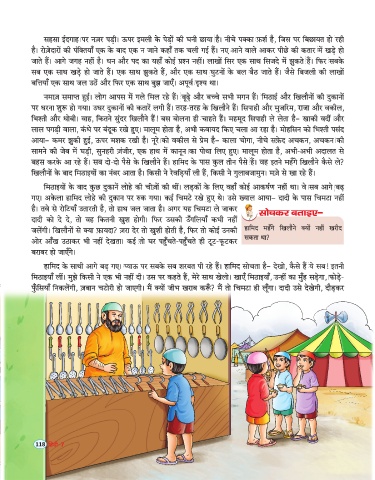 सहसा ईदगाह पर नज़र पड़ी। ऊपर इमली के पेड़ों की घनी छाया है। नीचे पक्का फ़र्श है, जिस पर बिछायत हो रही
है। रोज़ेदारों की पंक्तियाँ एक के बाद एक न जाने कहाँ तक चली गई हैं। नए आने वाले आकर पीछे की कतार में खड़े हो
जाते हैं। आगे जगह नहीं है। धन और पद का यहाँ कोई प्रश्न नहीं। लाखों सिर एक साथ सिजदे में झुकते हैं। फिर सबके
सब एक साथ खड़े हो जाते हैं। एक साथ झुकते हैं, और एक साथ घुटनों के बल बैठ जाते हैं। जैसे बिजली की लाखों
बत्तियाँ एक साथ जल उठें और फिर एक साथ बुझ जाएँ। अपूर्व दृश्य था।
नमाज़ समाप्त हुई। लोग आपस में गले मिल रहे हैं। बूढ़े और बच्चे सभी मगन हैं। मिठाई और खिलौनों की दुकानों
पर धरना शुरू हो गया। उधर दुकानों की कतारें लगी हैं। तरह-तरह के खिलौने हैं। सिपाही और गुजरिया, राजा और वकील,
भिश्ती और धोबी। वाह, कितने सुंदर खिलौने हैं। बस बोलना ही चाहते हैं। महमूद सिपाही ले लेता है– खाकी वर्दी और
लाल पगड़ी वाला, कंधे पर बंदूक रखे हुए। मालूम होता है, अभी कवायद किए चला आ रहा है। मोहसिन को भिश्ती पसंद
आया– कमर झुकी हुई, ऊपर मशक रखी है। नूरे को वकील से प्रेम है– काला चोगा, नीचे सफ़ेद अचकन, अचकन की
सामने की जेब में घड़ी, सुनहरी ज़ंजीर, एक हाथ में कानून का पोथा लिए हुए। मालूम होता है, अभी-अभी अदालत से
बहस करके आ रहे हैं। सब दो-दो पैसे के खिलौने हैं। हामिद के पास कुल तीन पैसे हैं। वह इतने महँगे खिलौने कैसे ले?
खिलौनों के बाद मिठाइयों का नंबर आता है। किसी ने रेवड़ियाँ ली हैं, किसी ने गुलाबजामुन। मज़े से खा रहे हैं।
मिठाइयों के बाद कुछ दुकानें लोहे की चीज़ों की थीं। लड़कों के लिए यहाँ कोई आकर्षण नहीं था। वे सब आगे बढ़
गए। अकेला हामिद लोहे की दुकान पर रुक गया। कई चिमटे रखे हुए थे। उसे खयाल आया– दादी के पास चिमटा नहीं
है। तवे से रोटियाँ उतारती है, तो हाथ जल जाता है। अगर यह चिमटा ले जाकर
दादी को दे दे, तो वह कितनी खुश होंगी। फिर उसकी उँगलियाँ कभी नहीं
जलेंगी। खिलौनों से क्या फ़ायदा? ज़रा देर तो खुशी होती है, फिर तो कोई उनकी
ओर आँख उठाकर भी नहीं देखता। कई तो घर पहुँचते-पहुँचते ही टूट-फूटकर
बराबर हो जाएँगे।
सोचकर बताइए–
हामिद महँगे खिलौने क्यों नहीं खरीद
सकता था?
हामिद के साथी आगे बढ़ गए। प्याऊ पर सबके सब शरबत पी रहे हैं। हामिद सोचता है– देखो, कैसे हैं ये सब! इतनी
मिठाइयाँ लीं। मुझे किसी ने एक भी नहीं दी। उस पर कहते हैं, मेरे साथ खेलो। खाएँ मिठाइयाँ, उन्हीं का मुँह सड़ेगा, फोड़े-
फुँसियाँ निकलेंगी, ज़बान चटोरी हो जाएगी। मैं क्यों जीभ खराब करूँ? मैं तो चिमटा ही लूँगा। दादी उसे देखेगी, दौड़कर
118